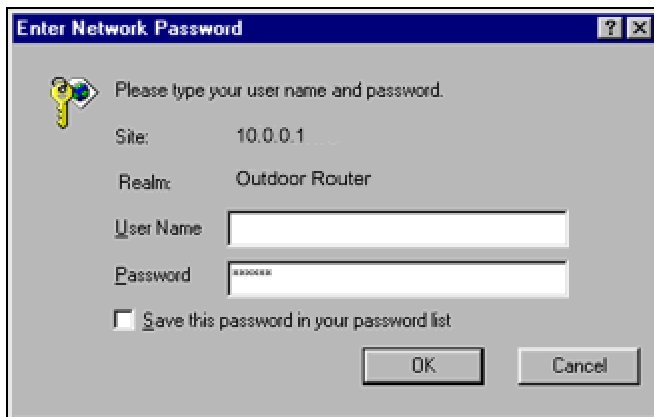 Enter Network Password
Please type your user name and password.
Site: 10.0.0.1
Realm: Outdoor Router
User Name
Password ******
Save this password in your password list
OK Cancel